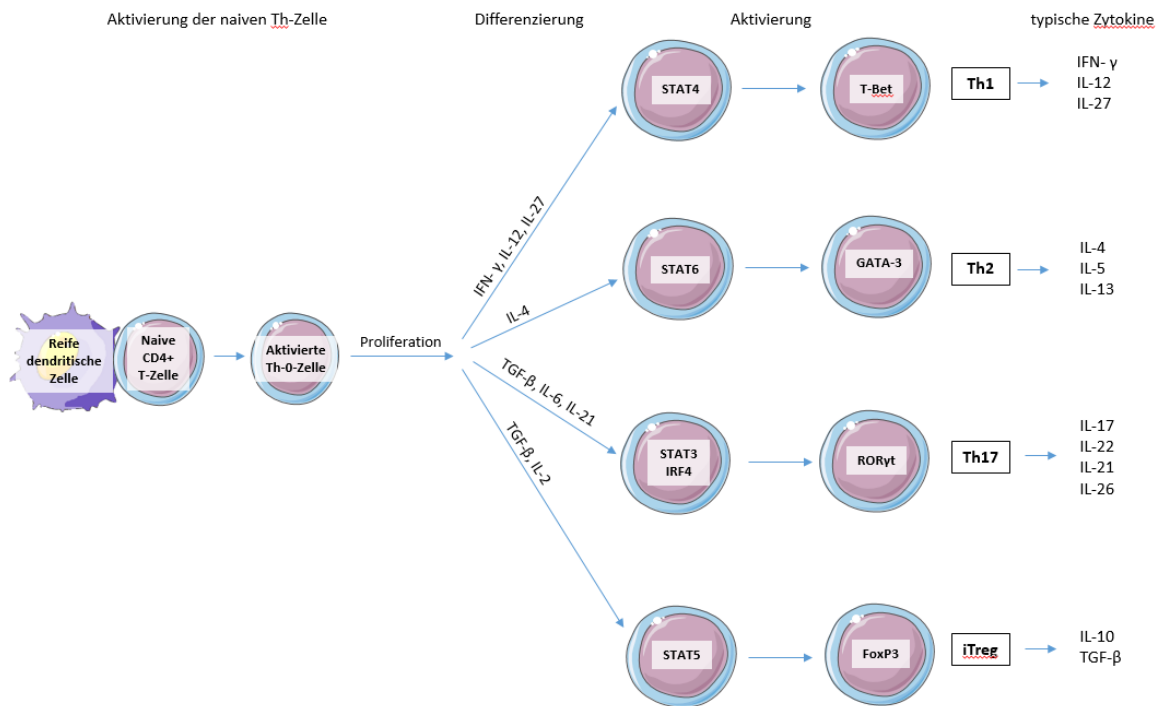 Aktivierung der naiven Th-Zelle
Differenzierung
Aktivierung
typische Zytokine
Reife
dendritische
Zelle
Naive
CD4+
T-Zelle
Aktivierte
Th-0-Zelle
Proliferation
IFN- γ, IL-12, IL-27
IL-4
TGF-β, IL-6, IL-21
TGF-β, IL-2
STAT4
T-Bet
Th1
IFN- γ
IL-12
IL-27
STAT6
GATA-3
Th2
IL-4
IL-5
IL-13
STAT3
IRF4
RORγt
Th17
IL-17
IL-22
IL-21
IL-26
STAT5
FoxP3
iTreg
IL-10
TGF-β